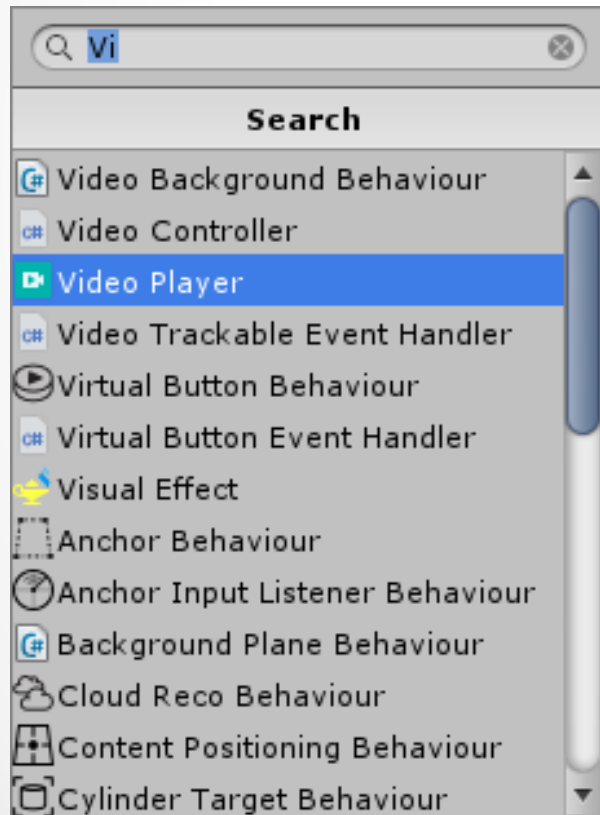 Vi
Search
Video Background Behaviour
Video Controller
Video Player
Video Trackable Event Handler
Virtual Button Behaviour
Virtual Button Event Handler
Visual Effect
Anchor Behaviour
Anchor Input Listener Behaviour
Background Plane Behaviour
Cloud Reco Behaviour
Content Positioning Behaviour
Cylinder Target Behaviour